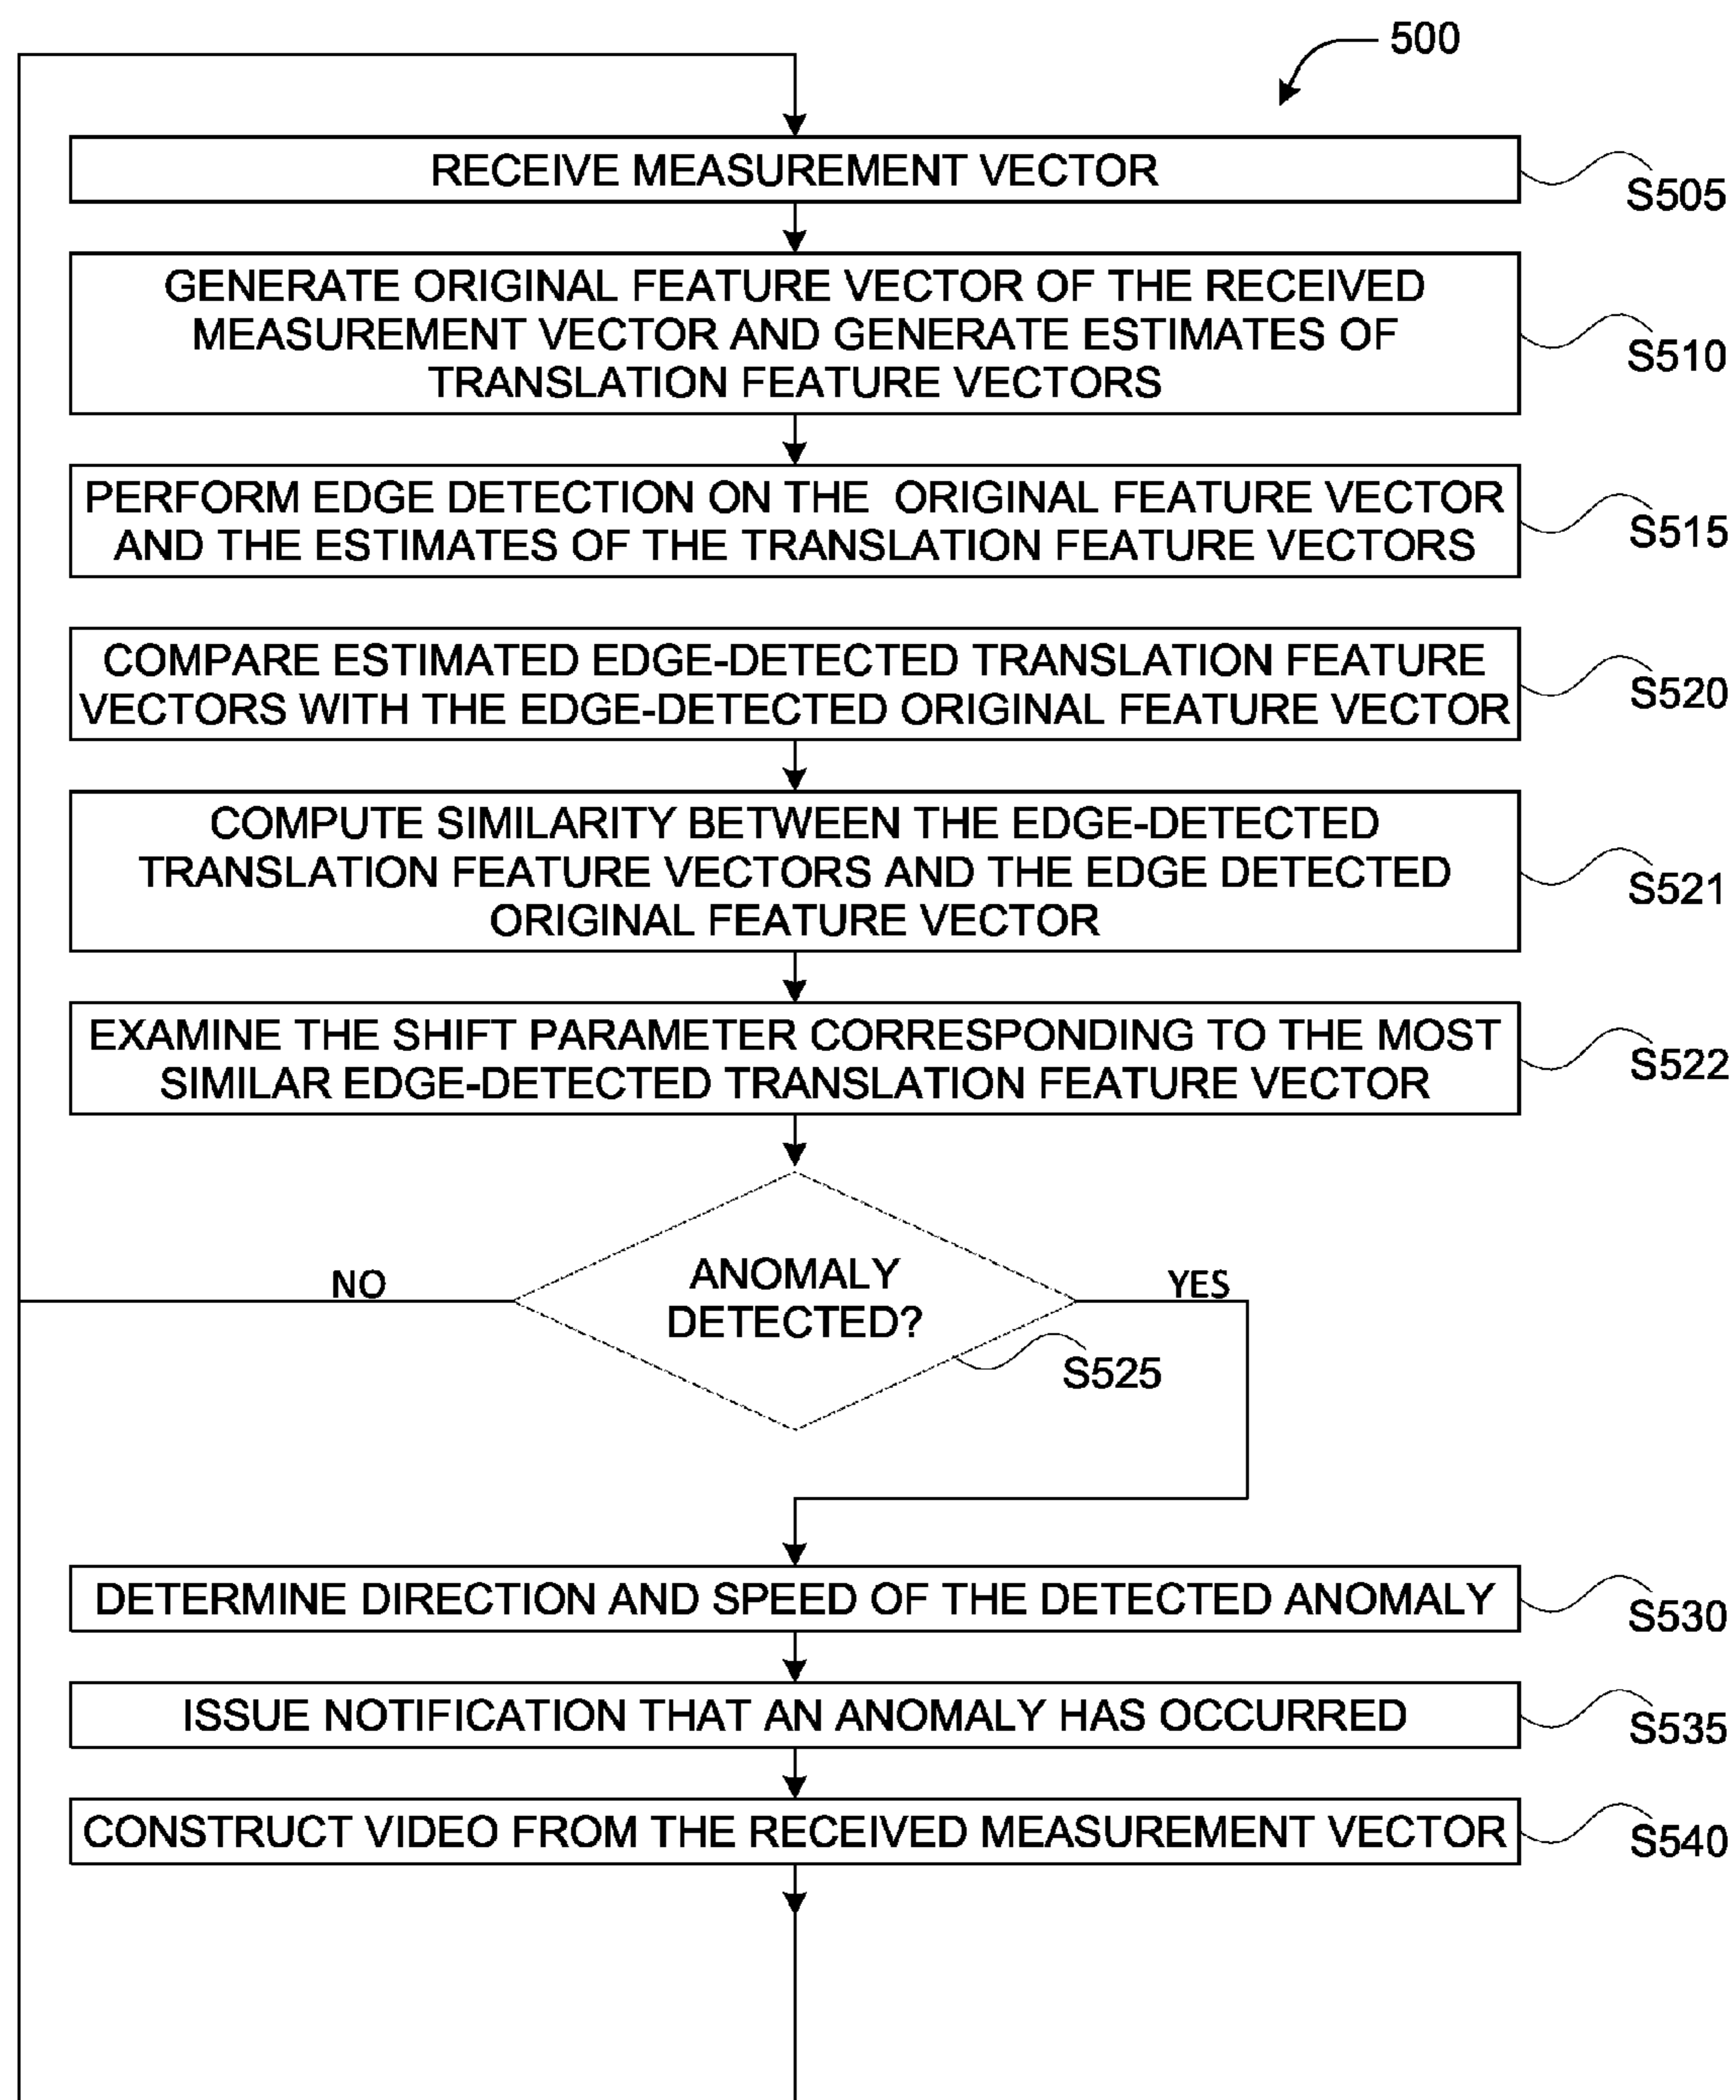 500
RECEIVE MEASUREMENT VECTOR
S505
GENERATE ORIGINAL FEATURE VECTOR OF THE RECEIVED
MEASUREMENT VECTOR AND GENERATE ESTIMATES OF
TRANSLATION FEATURE VECTORS
S510
PERFORM EDGE DETECTION ON THE ORIGINAL FEATURE VECTOR
AND THE ESTIMATES OF THE TRANSLATION FEATURE VECTORS
S515
COMPARE ESTIMATED EDGE-DETECTED TRANSLATION FEATURE
VECTORS WITH THE EDGE-DETECTED ORIGINAL FEATURE VECTOR
S520
COMPUTE SIMILARITY BETWEEN THE EDGE-DETECTED
TRANSLATION FEATURE VECTORS AND THE EDGE DETECTED
ORIGINAL FEATURE VECTOR
S521
EXAMINE THE SHIFT PARAMETER CORRESPONDING TO THE MOST
SIMILAR EDGE-DETECTED TRANSLATION FEATURE VECTOR
S522
NO
ANOMALY
DETECTED?
YES
S525
DETERMINE DIRECTION AND SPEED OF THE DETECTED ANOMALY
S530
ISSUE NOTIFICATION THAT AN ANOMALY HAS OCCURRED
S535
CONSTRUCT VIDEO FROM THE RECEIVED MEASUREMENT VECTOR
S540